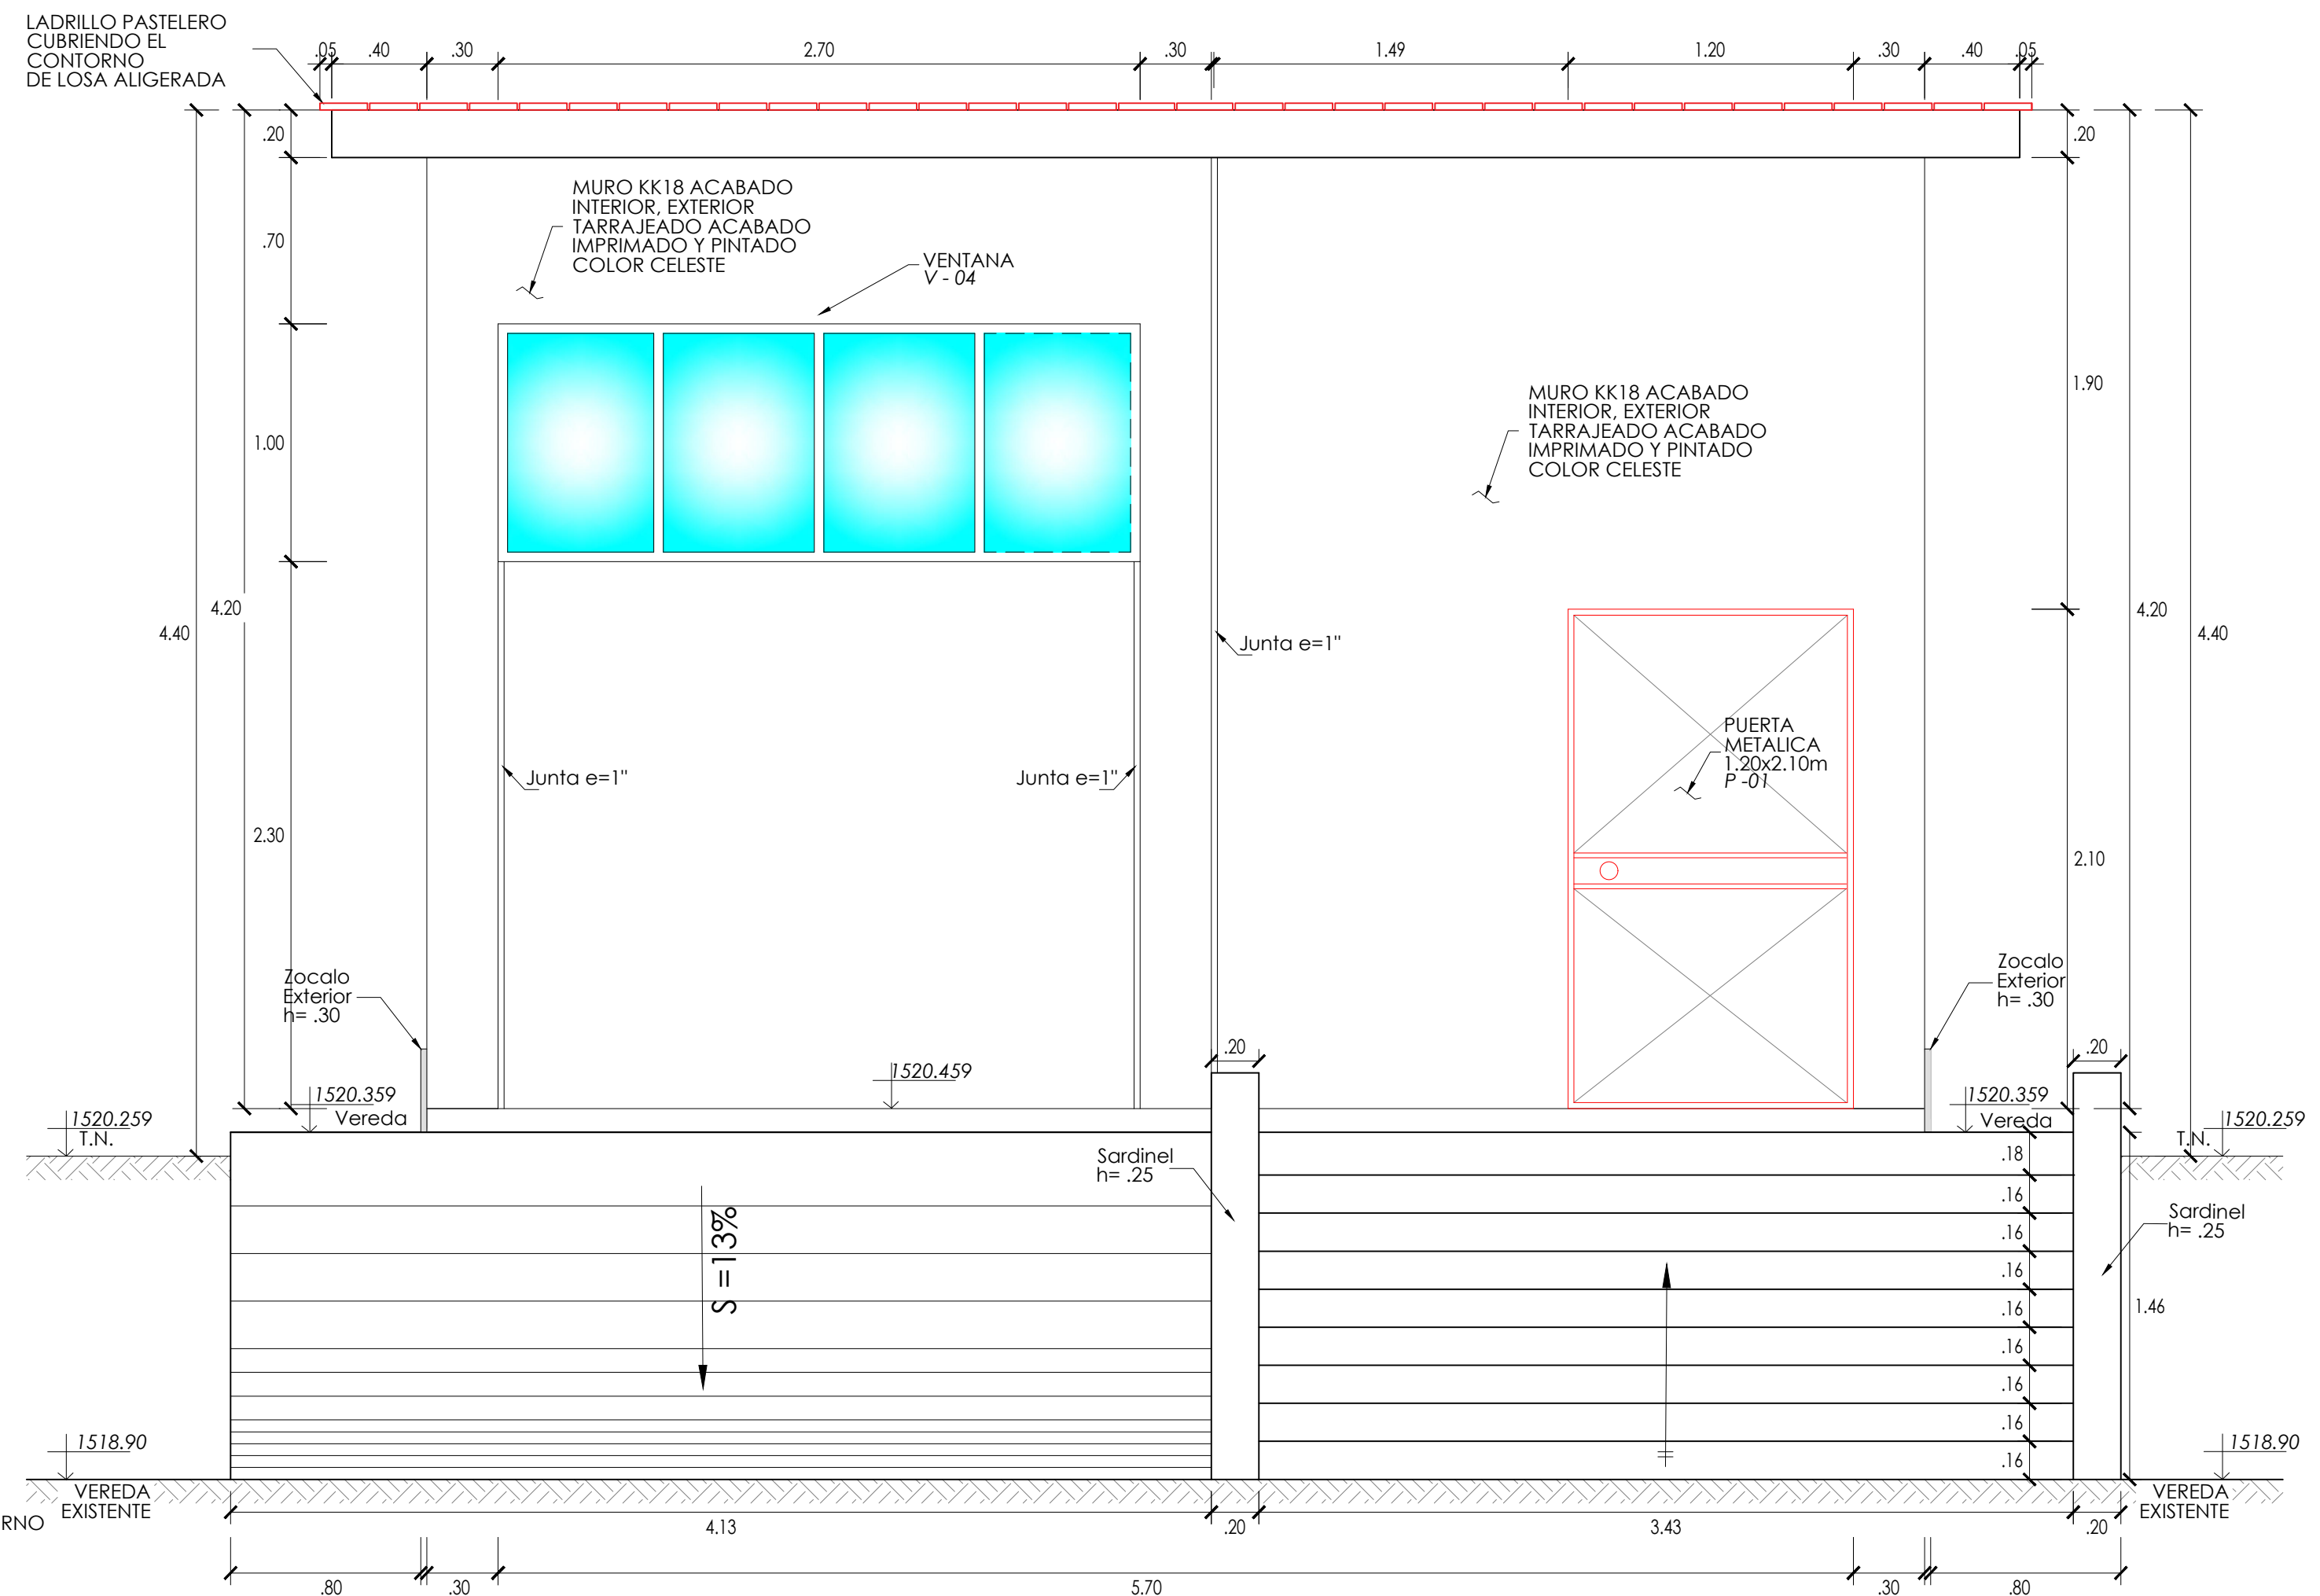 LADRILLO PASTELERO
CUBRIENDO EL
CONTORNO
DE LOSA ALIGERADA
.05
.40
.30
2.70
.30
1.49
1.20
.30
.40
.05
.20
.70
1.00
2.30
4.20
4.40
MURO KK18 ACABADO
INTERIOR, EXTERIOR
TARRAJEADO ACABADO
IMPRIMADO Y PINTADO
COLOR CELESTE
VENTANA
V - 04
MURO KK18 ACABADO
INTERIOR, EXTERIOR
TARRAJEADO ACABADO
IMPRIMADO Y PINTADO
COLOR CELESTE
.20
1.90
2.10
4.20
4.40
Junta e=1"
Junta e=1"
Junta e=1"
PUERTA
METALICA
1.20x2.10m
P -01
Zocalo
Exterior
h= .30
Zocalo
Exterior
h= .30
.20
.20
1520.459
1520.359
Vereda
1520.359
Vereda
1520.259
T.N.
1520.259
T.N.
Sardinel
h= .25
Sardinel
h= .25
S =13%
.18
.16
.16
.16
.16
.16
.16
.16
.16
1.46
1518.90
1518.90
VEREDA
EXISTENTE
VEREDA
EXISTENTE
RNO
4.13
.20
3.43
.20
.80
.30
5.70
.30
.80